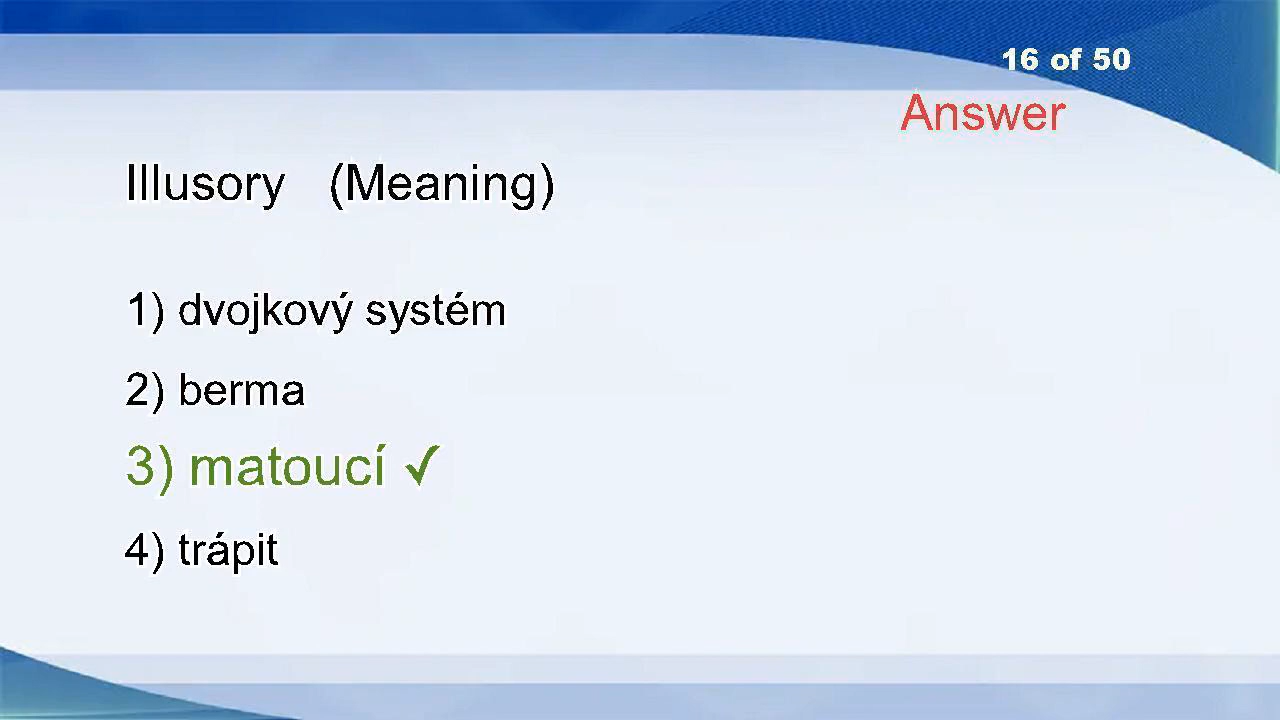 16 of 50
Answer
Illusory (Meaning)
1) dvojkový systém
2) berma
3) matoucí ✓
4) trápit